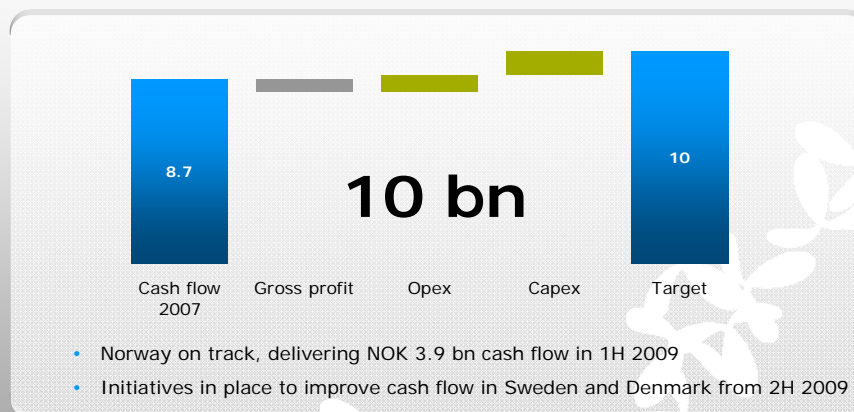 8.7
10
10 bn
Cash flow 2007
Gross profit
Opex
Capex
Target
• Norway on track, delivering NOK 3.9 bn cash flow in 1H 2009
• Initiatives in place to improve cash flow in Sweden and Denmark from 2H 2009